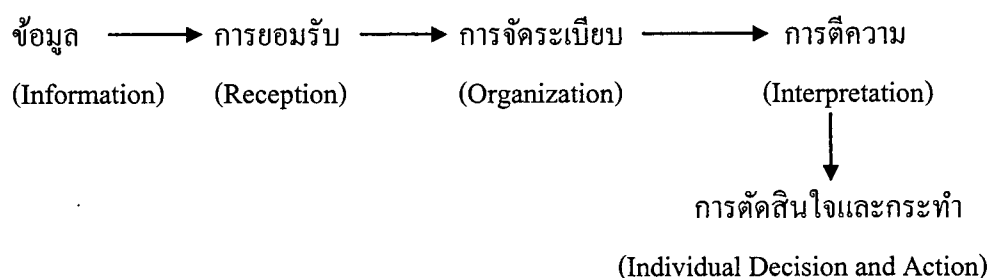 ข้อมูล การยอมรับ การจัดระเบียบ การตีความ
(Information) (Reception) (Organization) (Interpretation)
การตัดสินใจและกระทำ
(Individual Decision and Action)